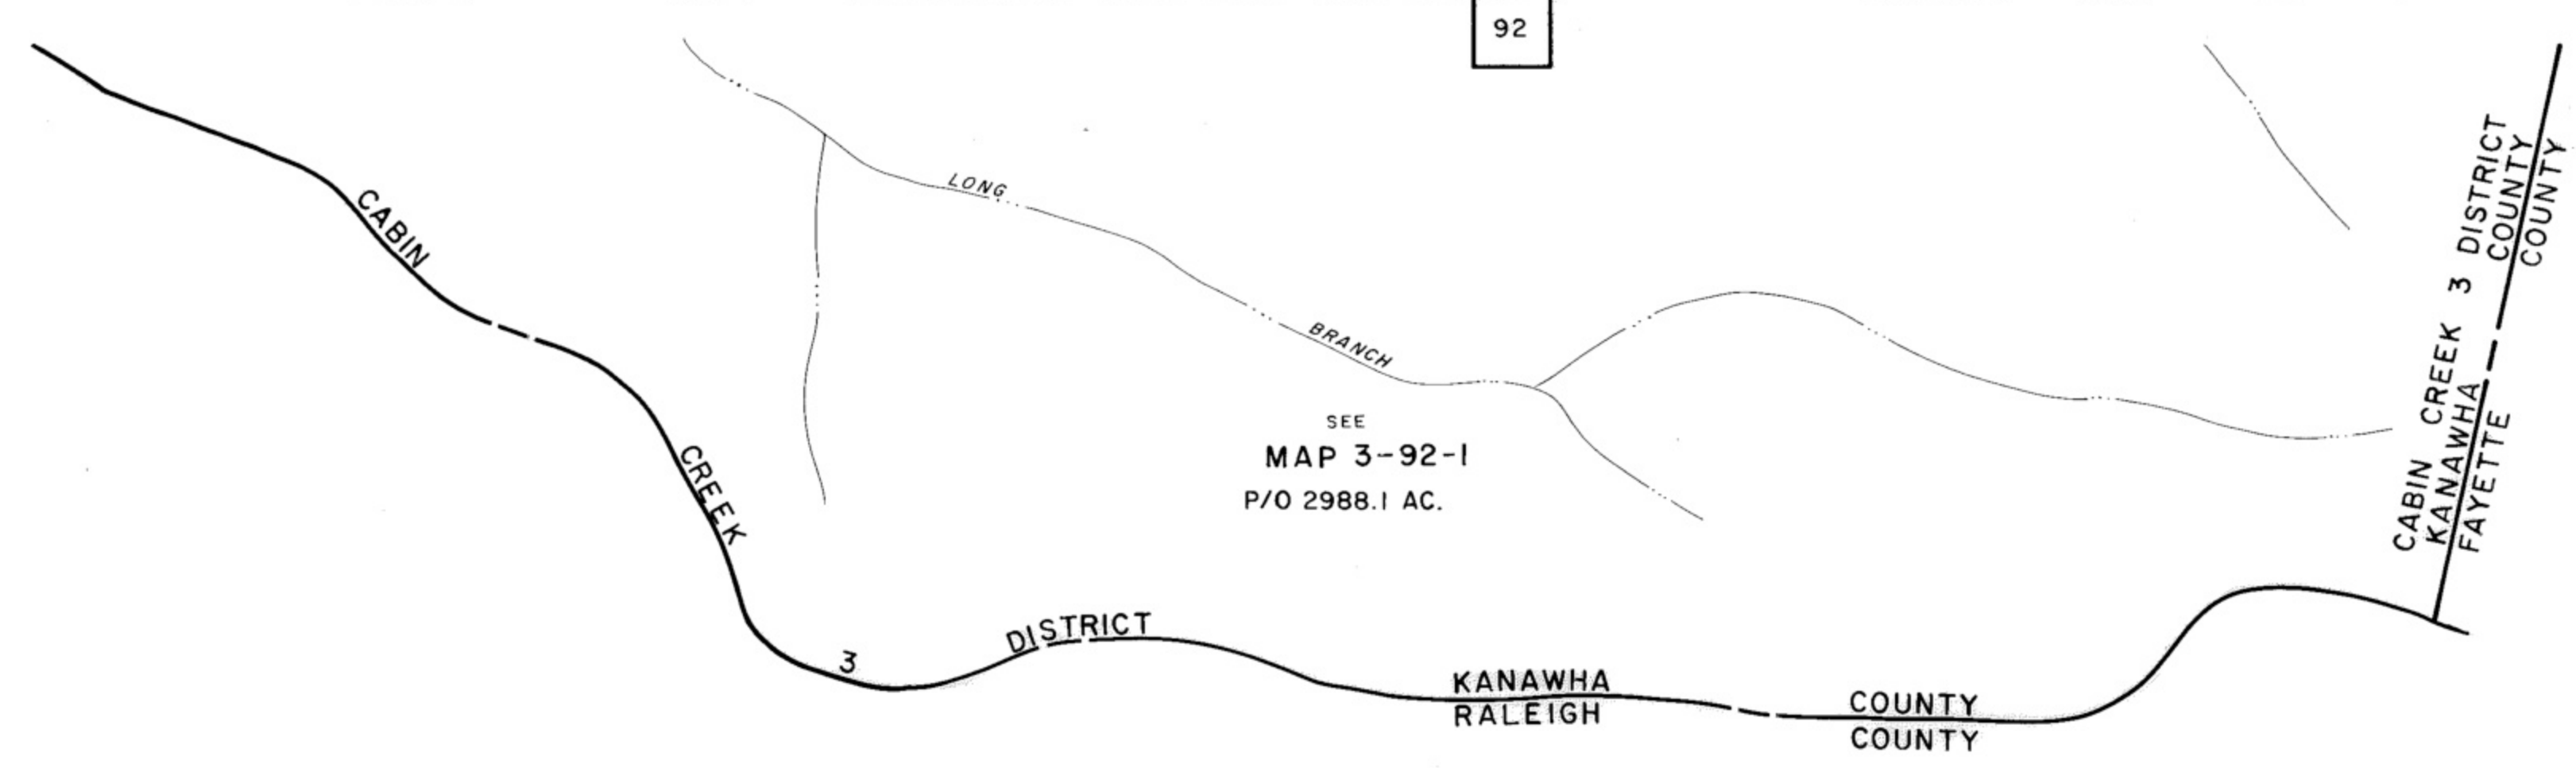 92
LONG
BRANCH
SEE
MAP 3-92-1
P/O 2988.1 AC.
CABIN
CREEK
3
DISTRICT
KANAWHA COUNTY
RALEIGH COUNTY
CABIN CREEK 3 DISTRICT
KANAWHA COUNTY
FAYETTE COUNTY